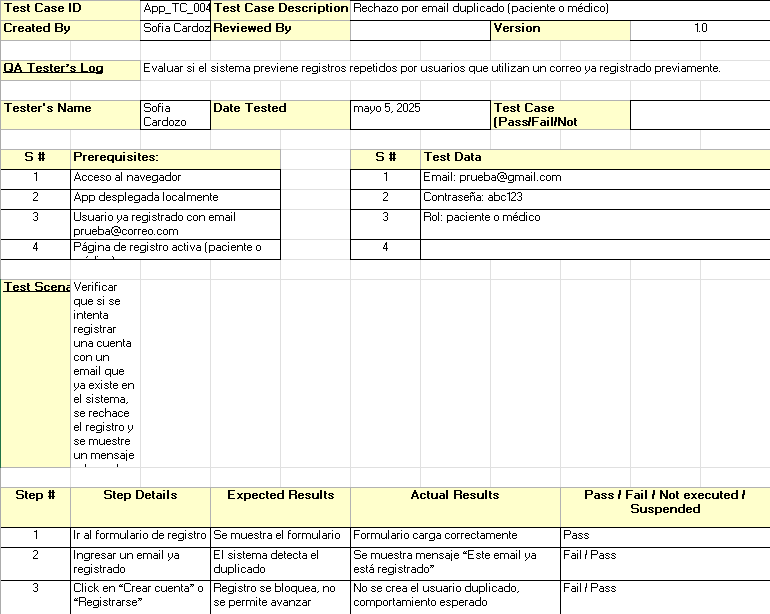 Test Case ID App_TC_004 Test Case Description Rechazo por email duplicado (paciente o médico)
Created By Sofia Cardoz Reviewed By Version 1.0
QA Tester's Log Evaluar si el sistema previene registros repetidos por usuarios que utilizan un correo ya registrado previamente.
Tester's Name Sofia Cardozo Date Tested mayo 5, 2025 Test Case (Pass/Fail/Not
S # Prerequisites: S # Test Data
1 Acceso al navegador 1 Email: prueba@gmail.com
2 App desplegada localmente 2 Contraseña: abc123
3 Usuario ya registrado con email prueba@correo.com 3 Rol: paciente o médico
4 Página de registro activa (paciente o 4
Test Scena
Verificar
que si se
intenta
registrar
una cuenta
con un
email que
ya existe en
el sistema,
se rechace
el registro y
se muestre
un mensaje
Step # Step Details Expected Results Actual Results Pass / Fail / Not executed / Suspended
1 Ir al formulario de registro Se muestra el formulario Formulario carga correctamente Pass
2 Ingresar un email ya registrado El sistema detecta el duplicado Se muestra mensaje “Este email ya está registrado” Fail / Pass
3 Click en “Crear cuenta” o “Registrarse” Registro se bloquea, no se permite avanzar No se crea el usuario duplicado, comportamiento esperado Fail / Pass